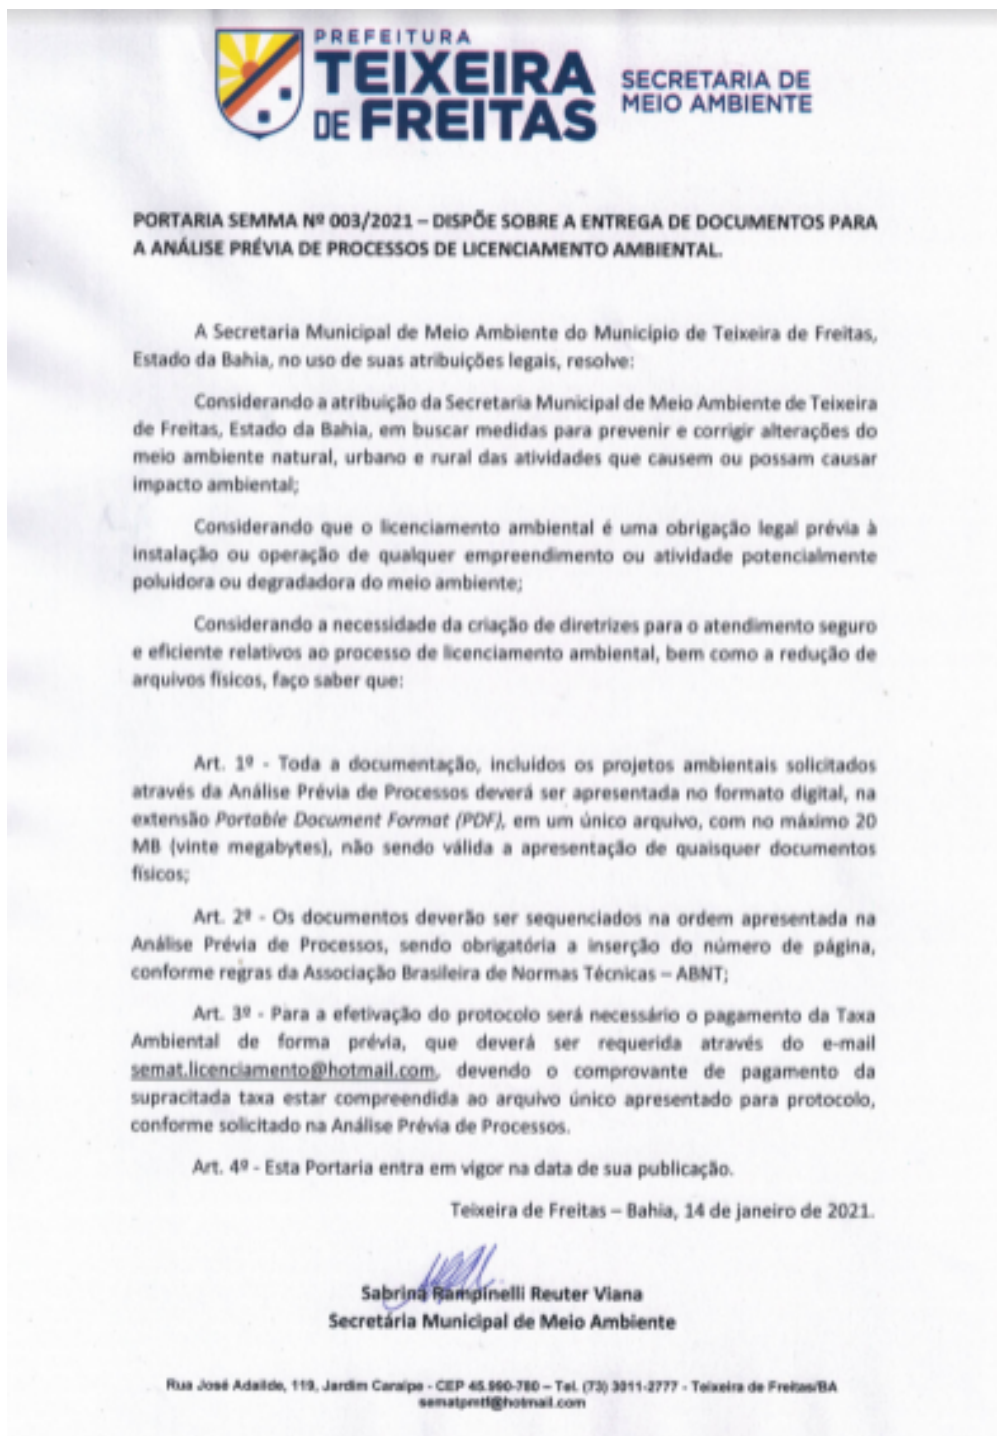 PREFEITURA
TEIXEIRA
DE FREITAS
SECRETARIA DE
MEIO AMBIENTE
PORTARIA SEMMA Nº 003/2021 – DISPÕE SOBRE A ENTREGA DE DOCUMENTOS PARA
A ANÁLISE PRÉVIA DE PROCESSOS DE LICENCIAMENTO AMBIENTAL.
A Secretaria Municipal de Meio Ambiente do Município de Teixeira de Freitas,
Estado da Bahia, no uso de suas atribuições legais, resolve:
Considerando a atribuição da Secretaria Municipal de Meio Ambiente de Teixeira
de Freitas, Estado da Bahia, em buscar medidas para prevenir e corrigir alterações do
meio ambiente natural, urbano e rural das atividades que causem ou possam causar
impacto ambiental;
Considerando que o licenciamento ambiental é uma obrigação legal prévia à
instalação ou operação de qualquer empreendimento ou atividade potencialmente
poluidora ou degradadora do meio ambiente;
Considerando a necessidade da criação de diretrizes para o atendimento seguro
e eficiente relativos ao processo de licenciamento ambiental, bem como a redução de
arquivos físicos, faço saber que:
Art. 1º - Toda a documentação, incluídos os projetos ambientais solicitados
através da Análise Prévia de Processos deverá ser apresentada no formato digital, na
extensão Portable Document Format (PDF), em um único arquivo, com no máximo 20
MB (vinte megabytes), não sendo válida a apresentação de quaisquer documentos
físicos;
Art. 2º - Os documentos deverão ser sequenciados na ordem apresentada na
Análise Prévia de Processos, sendo obrigatória a inserção do número de página,
conforme regras da Associação Brasileira de Normas Técnicas – ABNT;
Art. 3º - Para a efetivação do protocolo será necessário o pagamento da Taxa
Ambiental de forma prévia, que deverá ser requerida através do e-mail
semat.licenciamento@hotmail.com, devendo o comprovante de pagamento da
supracitada taxa estar compreendida ao arquivo único apresentado para protocolo,
conforme solicitado na Análise Prévia de Processos.
Art. 4º - Esta Portaria entra em vigor na data de sua publicação.
Teixeira de Freitas – Bahia, 14 de janeiro de 2021.
Sabrina Rampinelli Reuter Viana
Secretária Municipal de Meio Ambiente
Rua José Adailde, 119, Jardim Caraípe - CEP 45.990-780 – Tel. (73) 3011-2777 - Teixeira de Freitas/BA
sematpmtf@hotmail.com